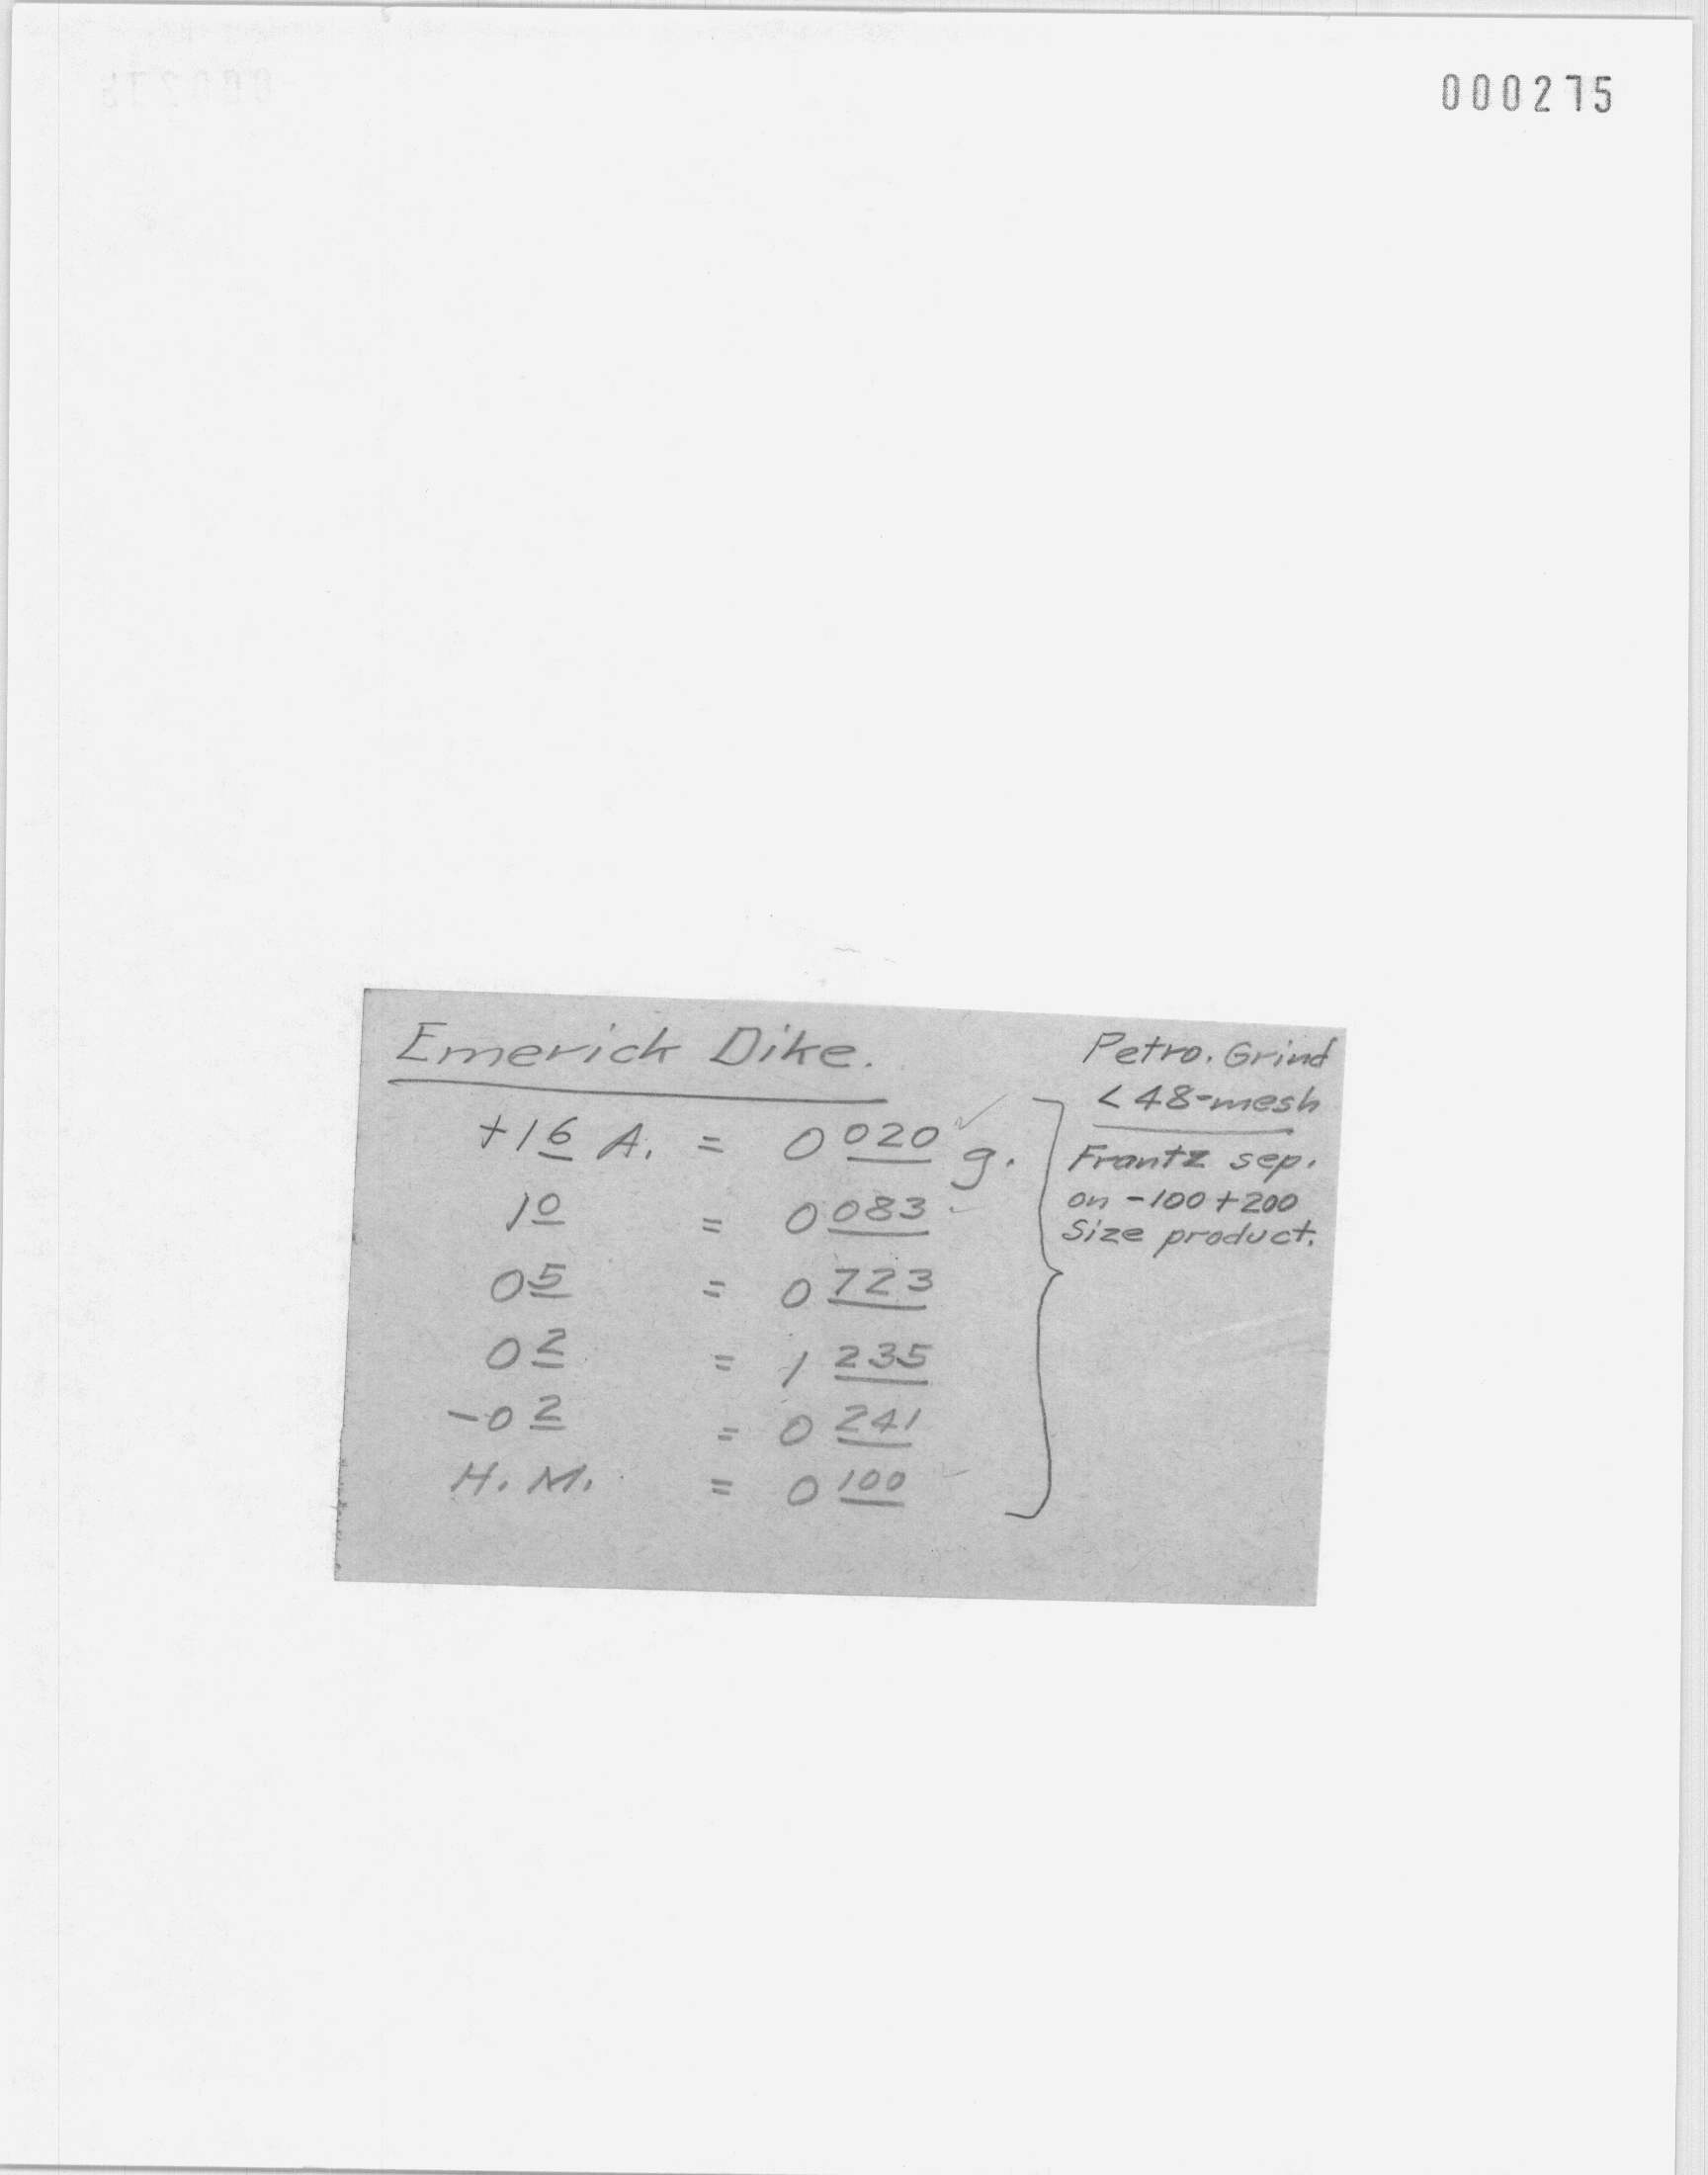 000275
Emerick Dike.
+1 6 A. = 0 020 g.
1 0 = 0 083
0 5 = 0 723
0 2 = 1 235
-0 2 = 0 241
H. M. = 0 100
Petro. Grind
< 48-mesh
Frantz sep.
on -100 +200
Size product.